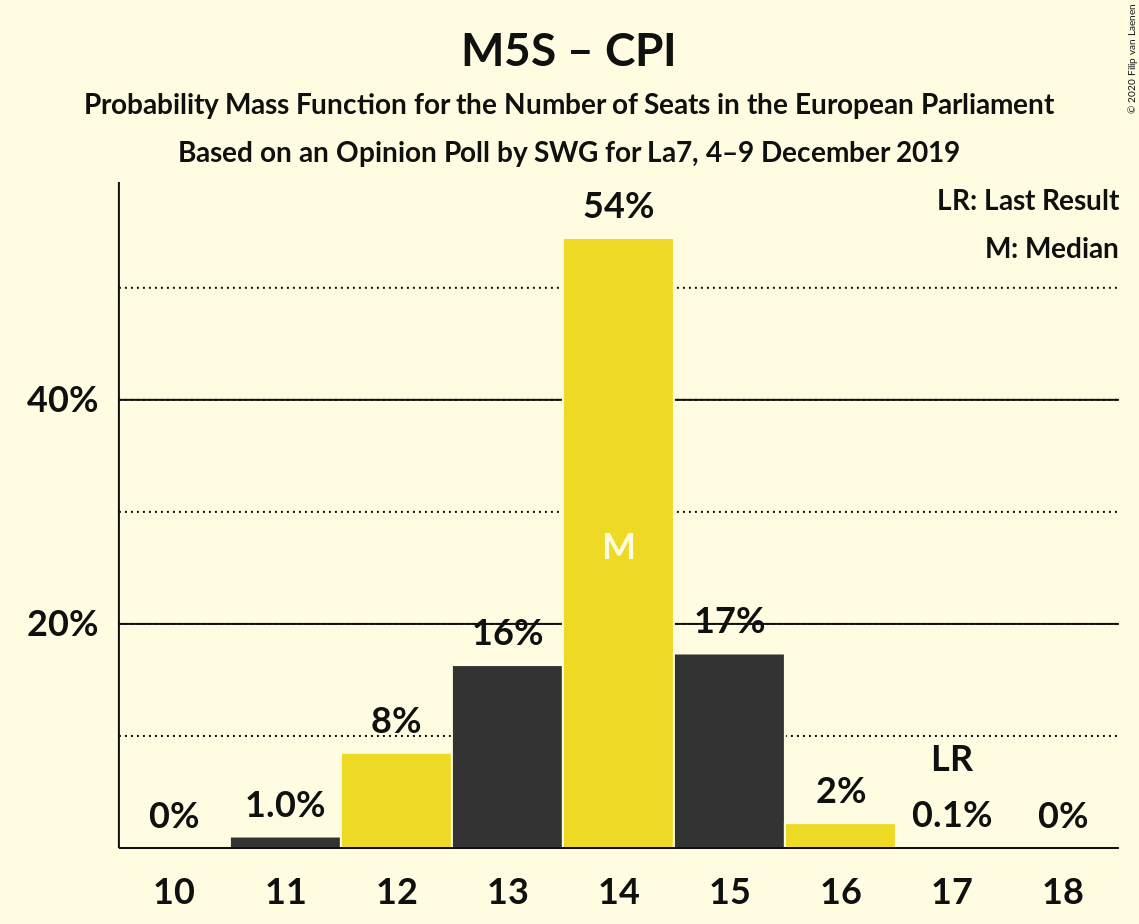 M5S – CPI
Probability Mass Function for the Number of Seats in the European Parliament
Based on an Opinion Poll by SWG for La7, 4–9 December 2019
© 2020 Filip van Laenen
LR: Last Result
M: Median
54%
40%
M
20%
16%
17%
8%
LR
2%
0%
1.0%
0.1%
0%
10 11 12 13 14 15 16 17 18